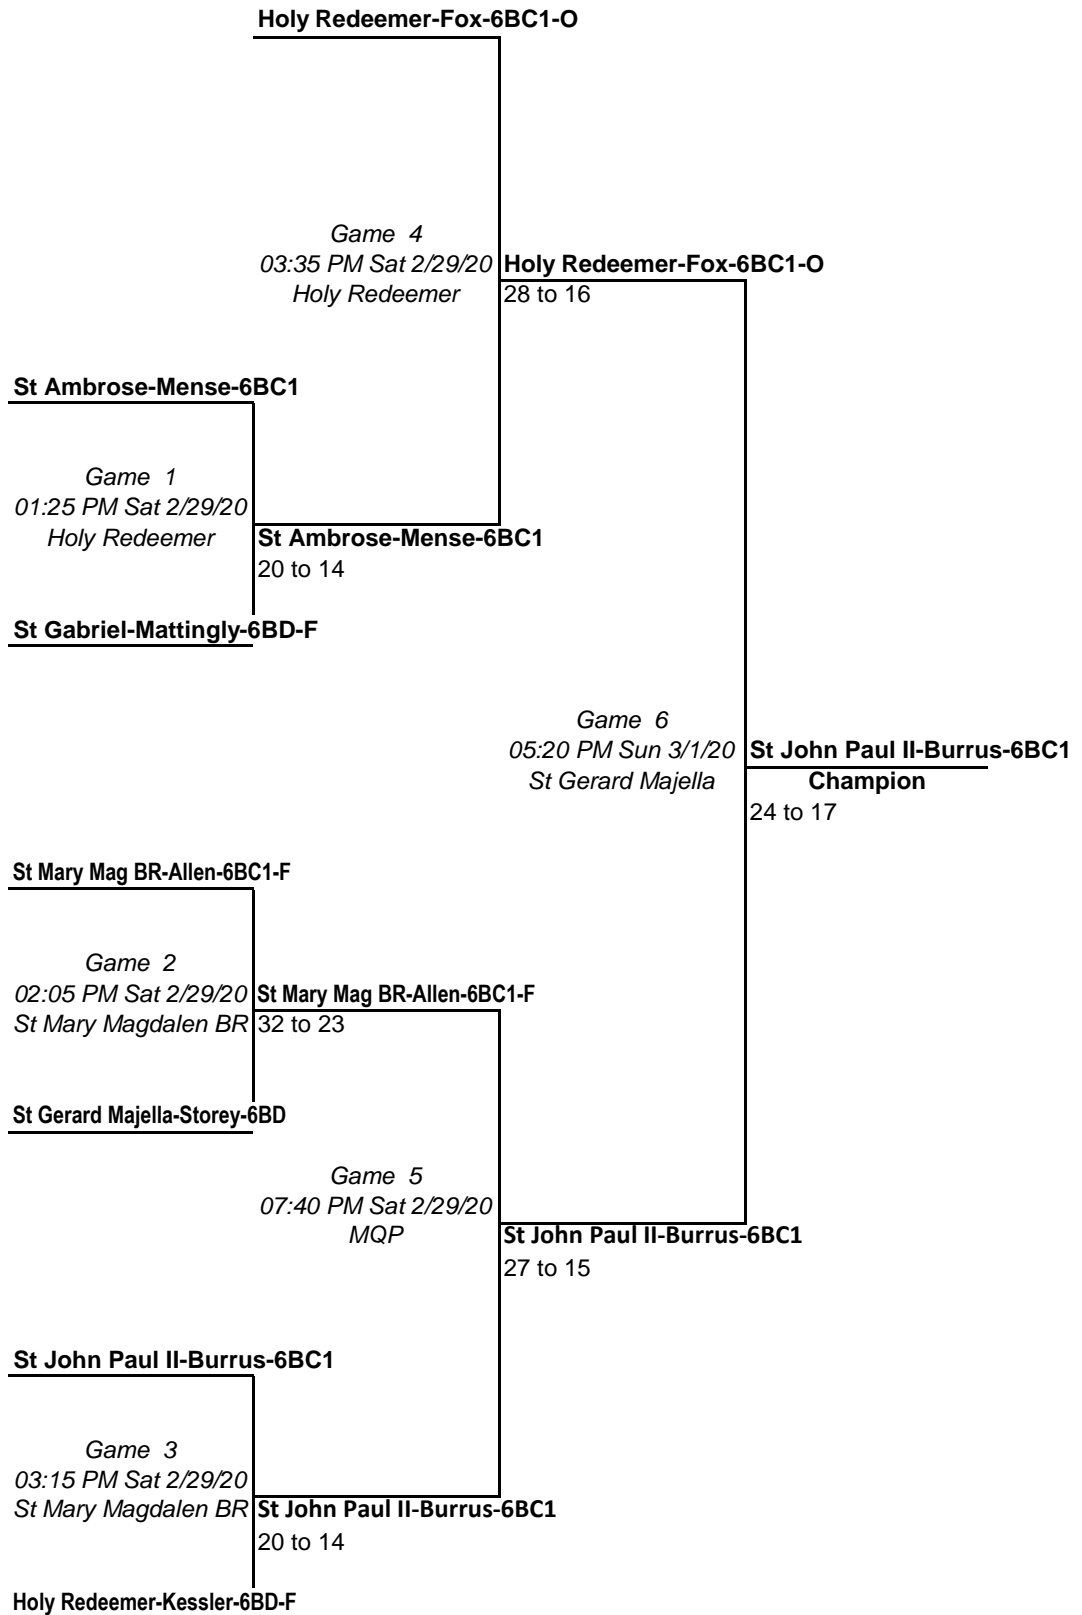 Holy Redeemer-Fox-6BC1-O
Game 4
03:35 PM Sat 2/29/20
Holy Redeemer
Holy Redeemer-Fox-6BC1-O
28 to 16
St Ambrose-Mense-6BC1
Game 1
01:25 PM Sat 2/29/20
Holy Redeemer
St Ambrose-Mense-6BC1
20 to 14
St Gabriel-Mattingly-6BD-F
Game 6
05:20 PM Sun 3/1/20
St Gerard Majella
St John Paul II-Burrus-6BC1
Champion
24 to 17
St Mary Mag BR-Allen-6BC1-F
Game 2
02:05 PM Sat 2/29/20
St Mary Magdalen BR
St Mary Mag BR-Allen-6BC1-F
32 to 23
St Gerard Majella-Storey-6BD
Game 5
07:40 PM Sat 2/29/20
MQP
St John Paul II-Burrus-6BC1
27 to 15
St John Paul II-Burrus-6BC1
Game 3
03:15 PM Sat 2/29/20
St Mary Magdalen BR
St John Paul II-Burrus-6BC1
20 to 14
Holy Redeemer-Kessler-6BD-F